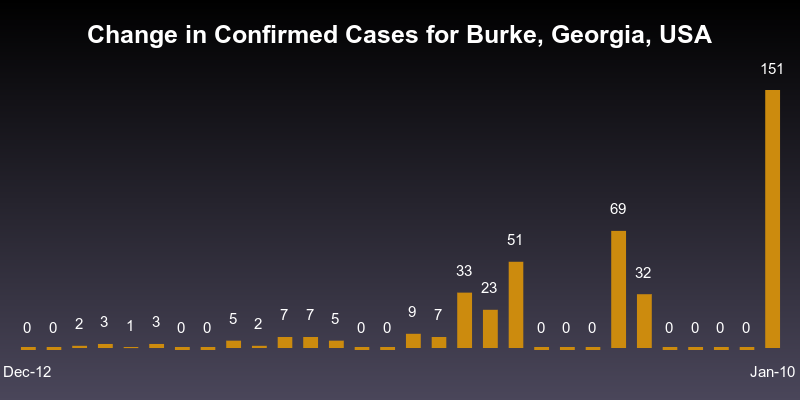 Change in Confirmed Cases for Burke, Georgia, USA
0 0 2 3 1 3 0 0 5 2 7 7 5 0 0 9 7 33 23 51 0 0 0 69 32 0 0 0 0 151
Dec-12 Jan-10